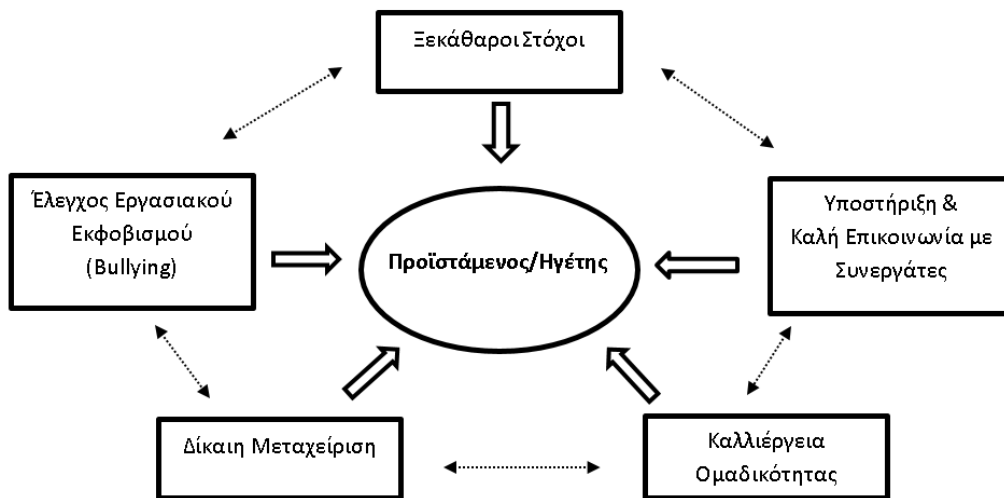 Ξεκάθαροι Στόχοι
Έλεγχος Εργασιακού
Εκφοβισμού
(Bullying)
Προϊστάμενος/Ηγέτης
Υποστήριξη &
Καλή Επικοινωνία με
Συνεργάτες
Δίκαιη Μεταχείριση
Καλλιέργεια
Ομαδικότητας